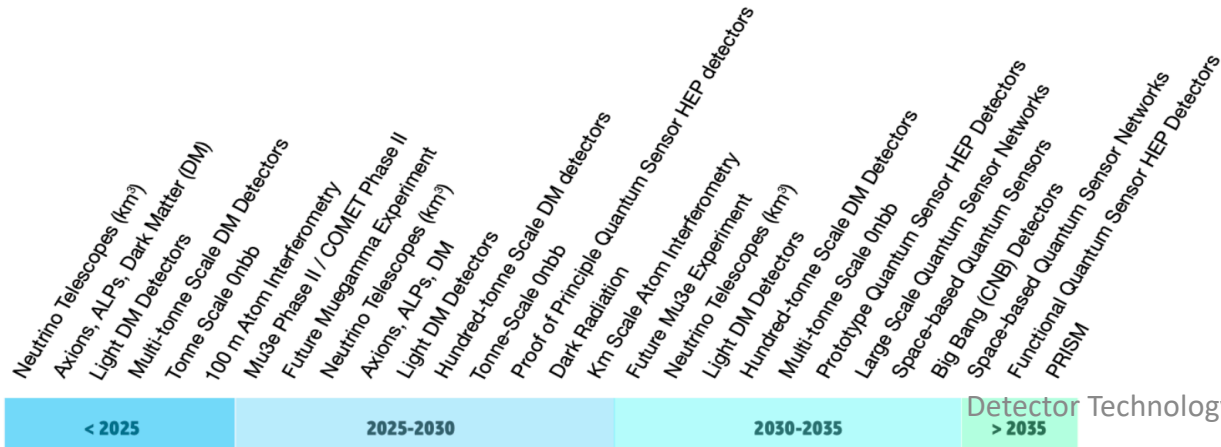 Neutrino Telescopes (km³)
Axions, ALPs, Dark Matter (DM)
Light DM Detectors
Multi-tonne Scale DM Detectors
Tonne Scale 0nbb
100 m Atom Interferometry
Mu3e Phase II / COMET Phase II
Future Muegamma Experiment
Neutrino Telescopes (km³)
Axions, ALPs, DM
Light DM Detectors
Hundred-tonne Scale DM detectors
Tonne-Scale 0nbb
Proof of Principle Quantum Sensor HEP detectors
Dark Radiation
Km Scale Atom Interferometry
Future Mu3e Experiment
Neutrino Telescopes (km³)
Light DM Detectors
Hundred-tonne Scale DM Detectors
Multi-tonne Scale 0nbb
Prototype Quantum Sensor HEP Detectors
Large Scale Quantum Sensor Networks
Space-based Quantum Sensors
Big Bang (CNB) Detectors
Space-based Quantum Sensor Networks
Functional Quantum Sensor HEP Detectors
PRISM
Detector Technolog
< 2025
2025-2030
2030-2035
> 2035